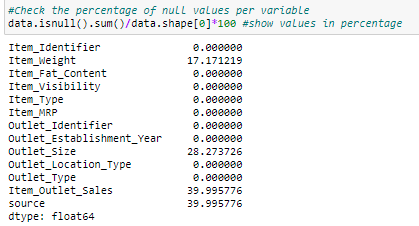 #Check the percentage of null values per variable
data.isnull().sum()/data.shape[0]*100 #show values in percentage
Item_Identifier 0.000000
Item_Weight 17.171219
Item_Fat_Content 0.000000
Item_Visibility 0.000000
Item_Type 0.000000
Item_MRP 0.000000
Outlet_Identifier 0.000000
Outlet_Establishment_Year 0.000000
Outlet_Size 28.273726
Outlet_Location_Type 0.000000
Outlet_Type 0.000000
Item_Outlet_Sales 39.995776
source 39.995776
dtype: float64